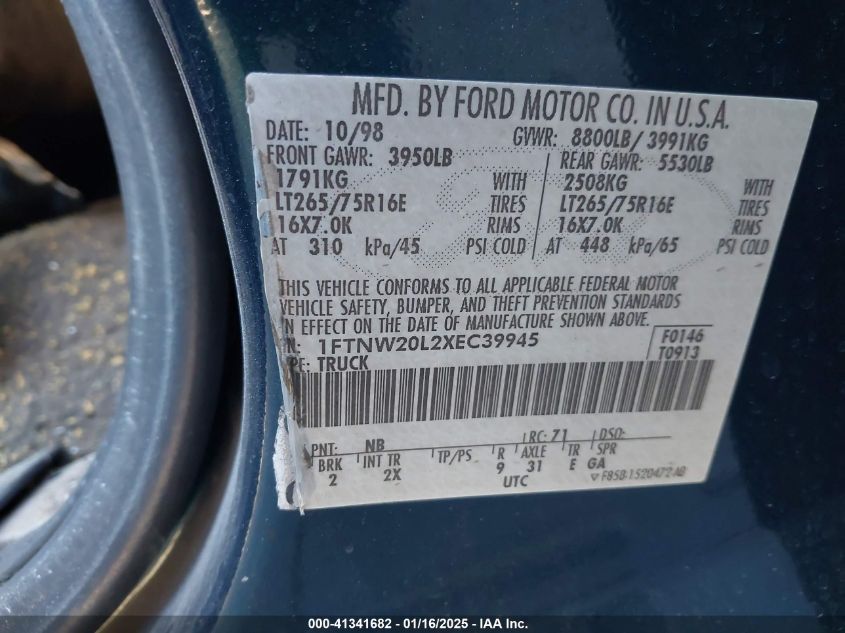 MFD. BY FORD MOTOR CO. IN U.S.A.
DATE: 10/98 GVWR: 8800LB/ 3991KG
FRONT GAWR: 3950LB REAR GAWR: 5530LB
1791KG WITH 2508KG WITH
LT265/75R16E TIRES LT265/75R16E TIRES
16X7.0K RIMS 16X7.0K RIMS
AT 310 kPa/45 PSI COLD AT 448 kPa/65 PSI COLD
THIS VEHICLE CONFORMS TO ALL APPLICABLE FEDERAL MOTOR
VEHICLE SAFETY, BUMPER, AND THEFT PREVENTION STANDARDS
IN EFFECT ON THE DATE OF MANUFACTURE SHOWN ABOVE.
N: 1FTNW20L2XEC39945 F0146
PE: TRUCK T0913
PNT: NB RC: 71 DSO:
BRK INT TR TP/PS R AXLE TR SPR
2 2X 9 31 E GA
UTC F85B-1520472-AB
000-41341682 - 01/16/2025 - IAA Inc.